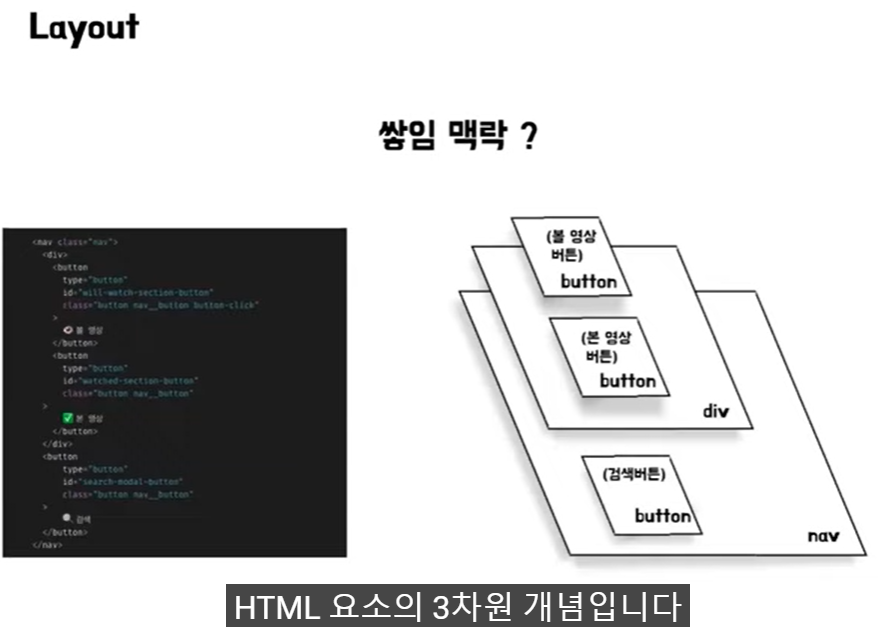 Layout
쌓임 맥락 ?
<nav class="nav">
<div>
<button
type="button"
id="will-watch-section-button"
class="button nav__button button-click"
>
👁️ 볼 영상
</button>
<button
type="button"
id="watched-section-button"
class="button nav__button"
>
✅ 본 영상
</button>
</div>
<button
type="button"
id="search-modal-button"
class="button nav__button"
>
🔍 검색
</button>
</nav>
(볼 영상
버튼)
button
(본 영상
버튼)
button
div
(검색버튼)
button
nav
HTML 요소의 3차원 개념입니다